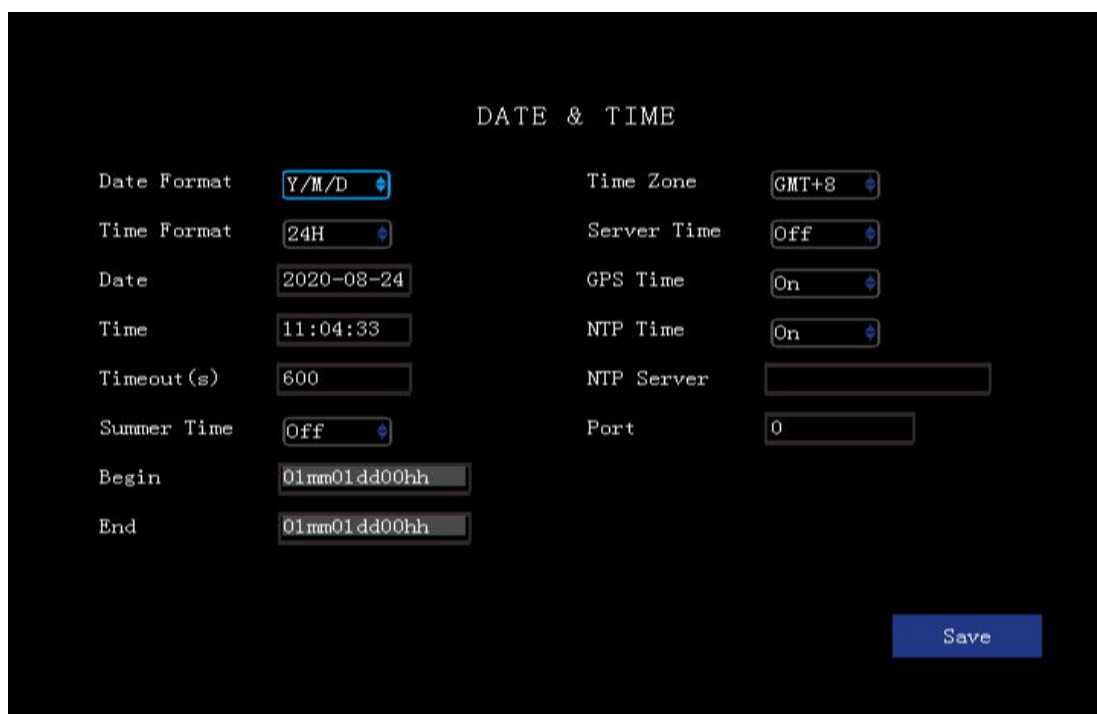 DATE & TIME
Date Format Y/M/D Time Zone GMT+8
Time Format 24H Server Time Off
Date 2020-08-24 GPS Time On
Time 11:04:33 NTP Time On
Timeout(s) 600 NTP Server
Summer Time Off Port 0
Begin 01mm01dd00hh
End 01mm01dd00hh
Save